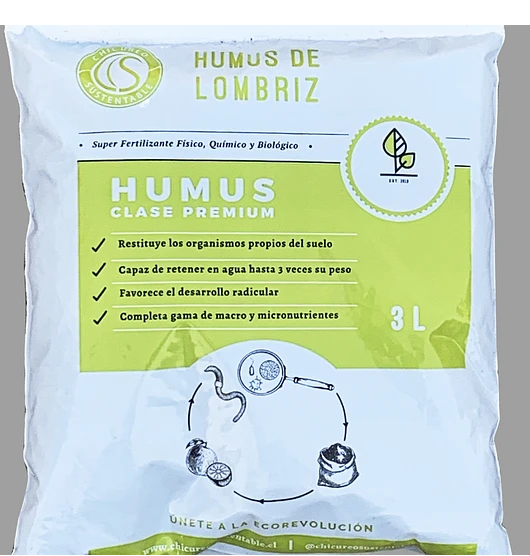 CHICUREO
CS
SUSTENTABLE
HUMUS DE
LOMBRIZ
• Super Fertilizante Físico, Químico y Biológico •
HUMUS
CLASE PREMIUM
Restituye los organismos propios del suelo
Capaz de retener en agua hasta 3 veces su peso
Favorece el desarrollo radicular
Completa gama de macro y micronutrientes
3 L
ÚNETE A LA ECOREVOLUCIÓN